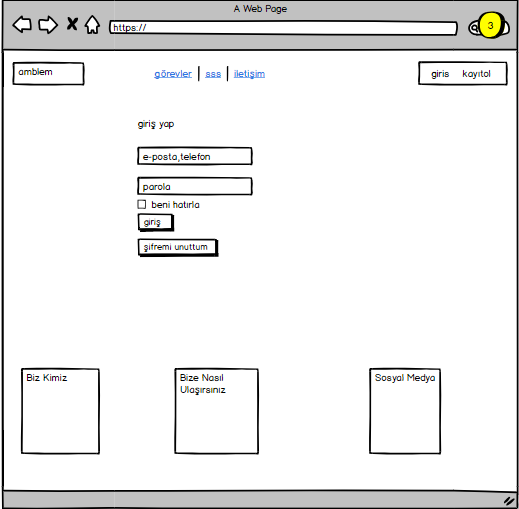 A Web Page
https://
3
amblem
görevler | sss | iletişim
giris kayıtol
giriş yap
e-posta,telefon
parola
beni hatırla
giriş
şifremi unuttum
Biz Kimiz
Bize Nasıl
Ulaşırsınız
Sosyal Medya